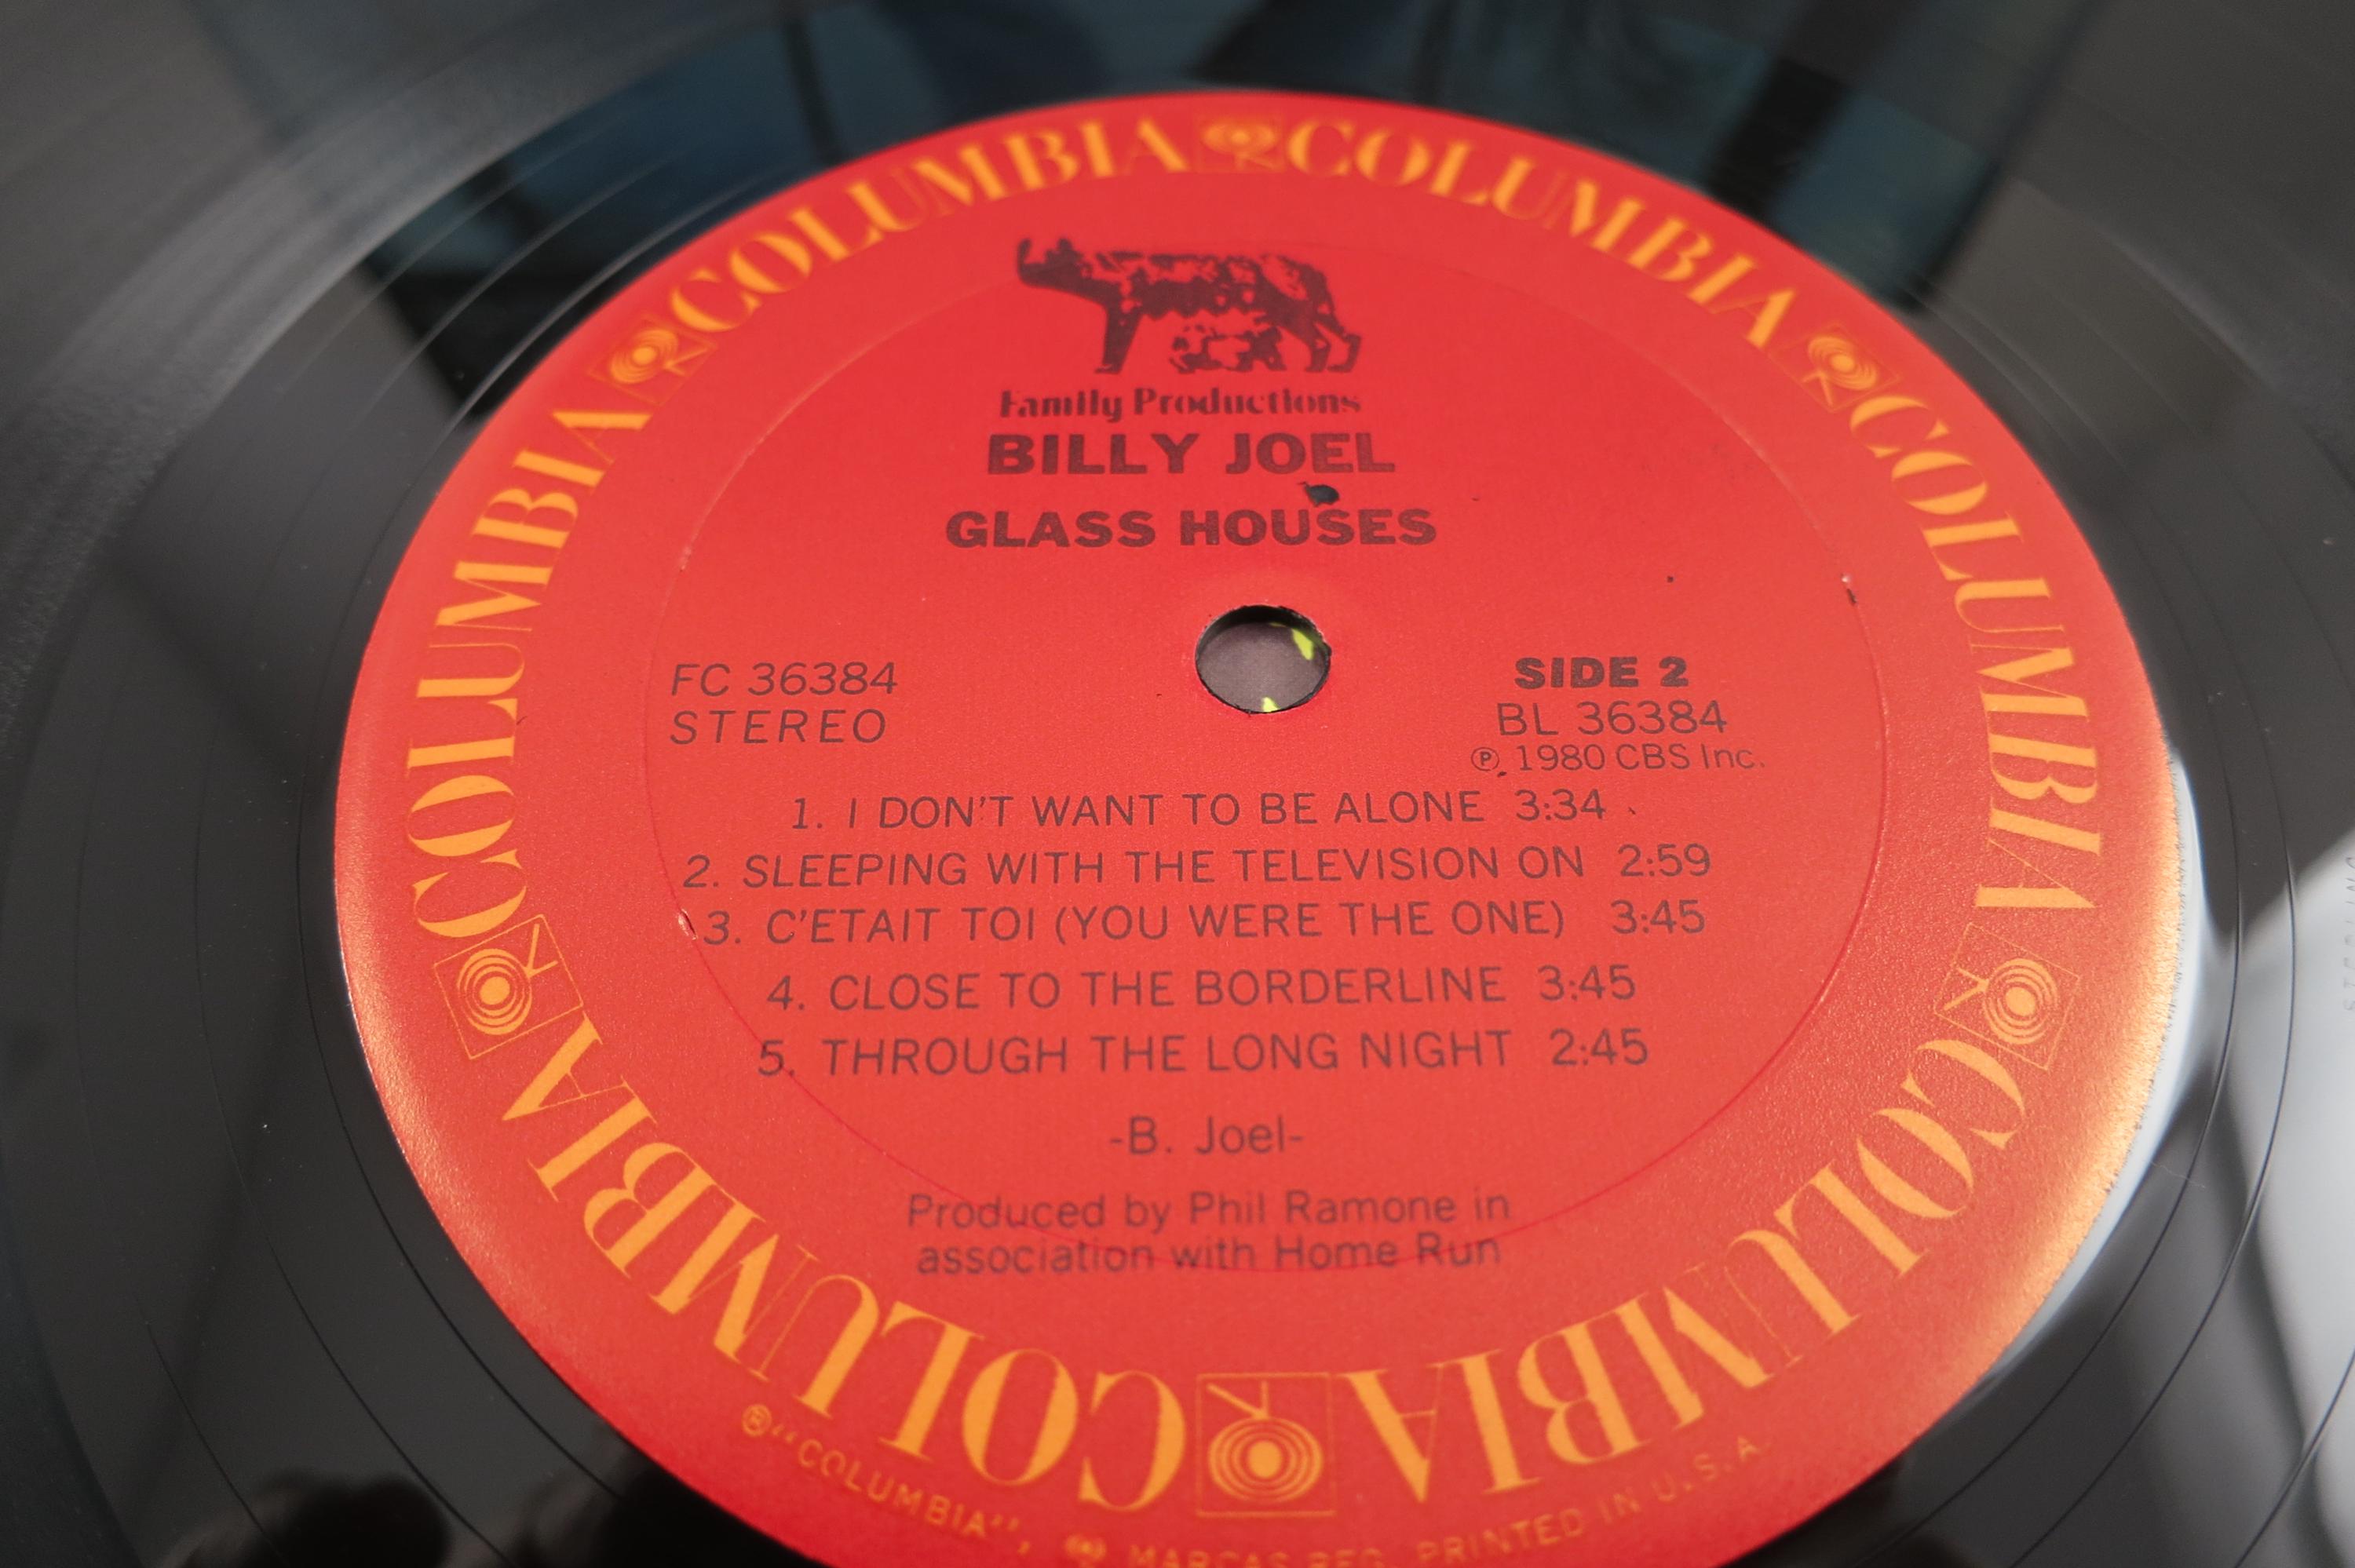 COLUMBIA COLUMBIA COLUMBIA COLUMBIA COLUMBIA COLUMBIA
Family Productions
BILLY JOEL
GLASS HOUSES
FC 36384
STEREO
SIDE 2
BL 36384
℗ 1980 CBS Inc.
1. I DON'T WANT TO BE ALONE 3:34
2. SLEEPING WITH THE TELEVISION ON 2:59
3. C'ETAIT TOI (YOU WERE THE ONE) 3:45
4. CLOSE TO THE BORDERLINE 3:45
5. THROUGH THE LONG NIGHT 2:45
-B. Joel-
Produced by Phil Ramone in
association with Home Run
® "COLUMBIA", MARCAS REG. PRINTED IN U.S.A